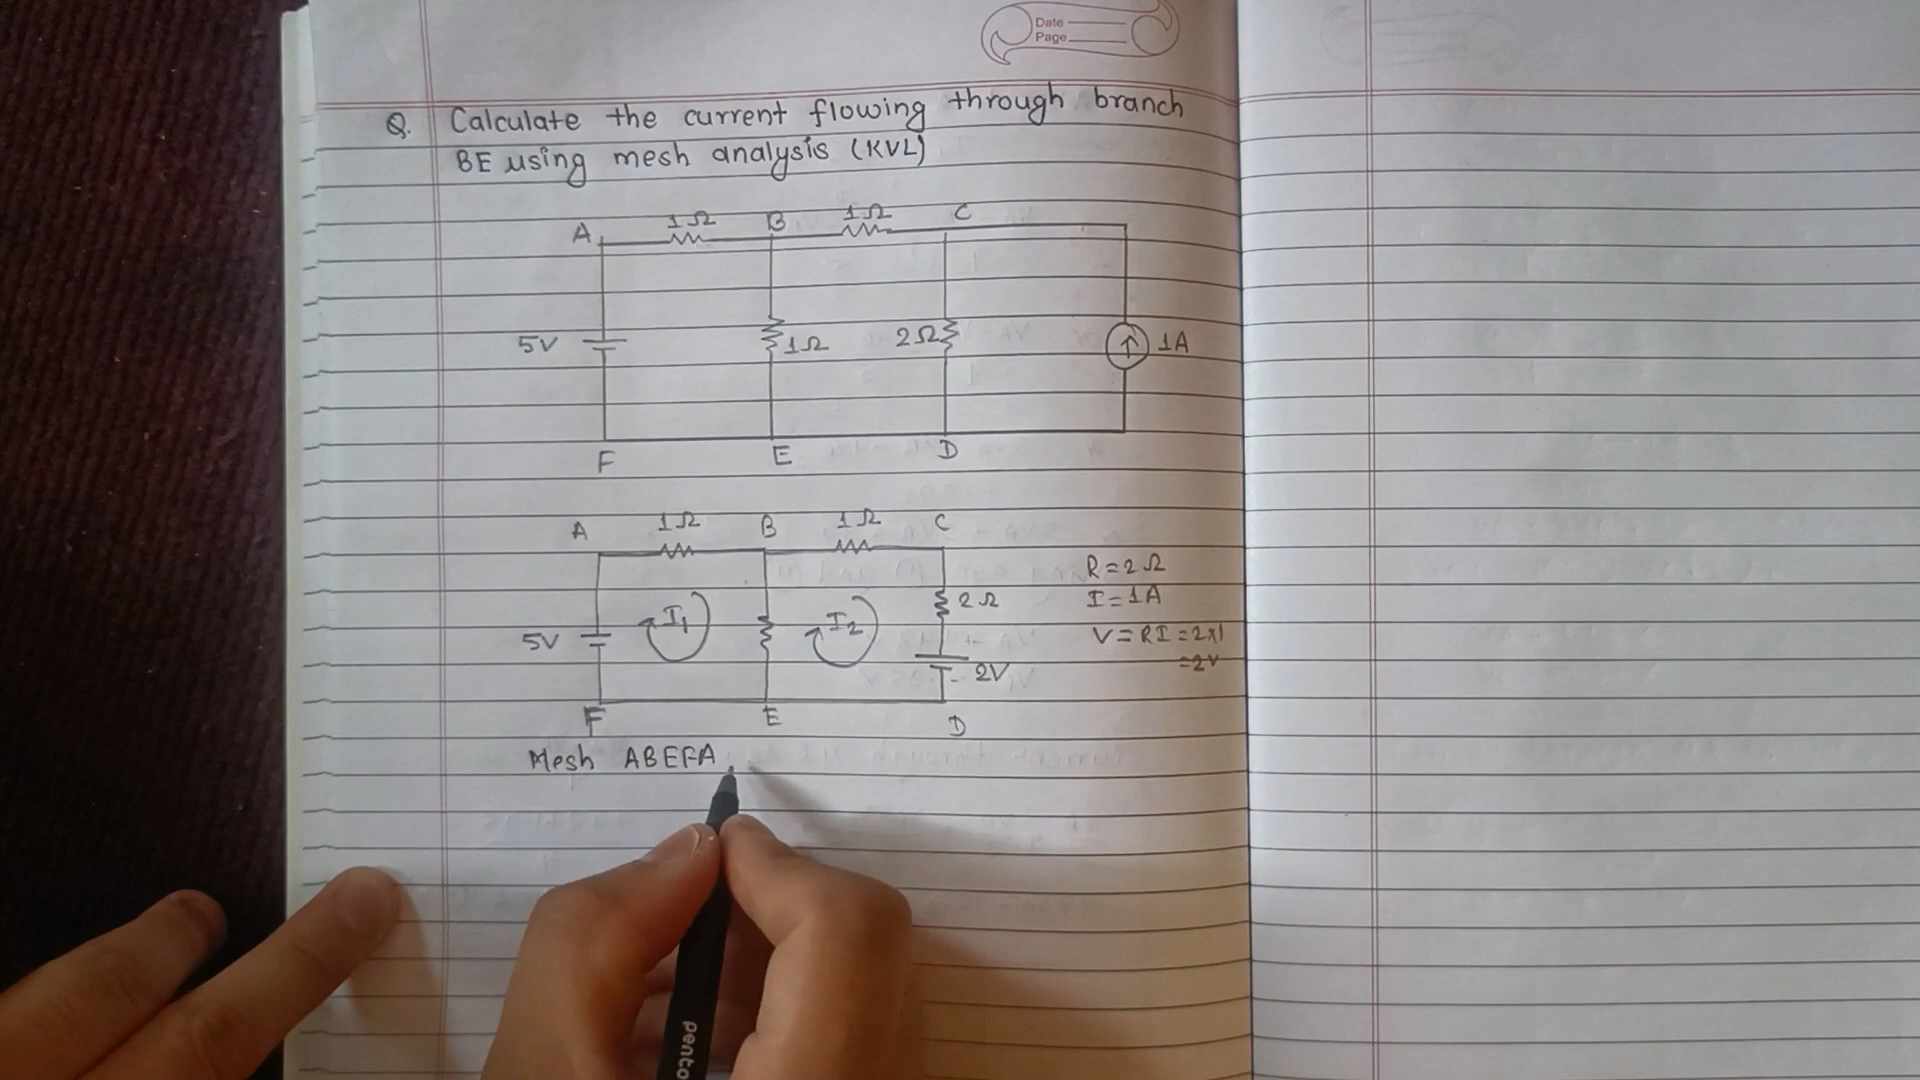 Date
Page
Q. Calculate the current flowing through branch
BE using mesh analysis (KVL)
A 1Ω B 1Ω C
5V 1Ω 2Ω 1A
F E D
A 1Ω B 1Ω C
R=2Ω
2Ω I=1A
5V I₁ I₂ V=RI=2x1
2V =2V
F E D
Mesh ABEFA
pento